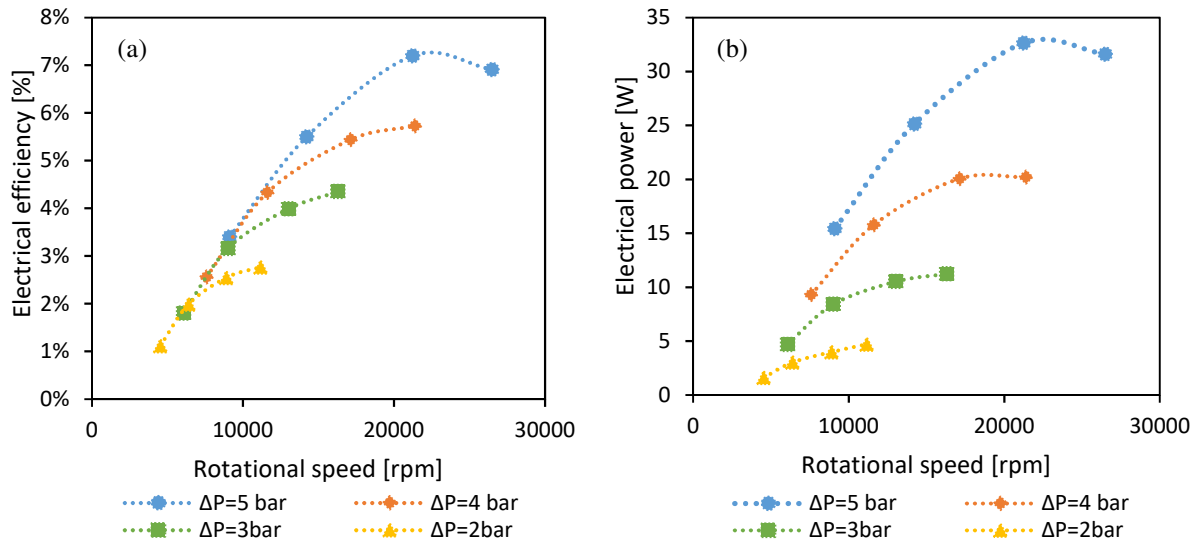 (a)
Electrical efficiency [%]
8%
7%
6%
5%
4%
3%
2%
1%
0%
0 10000 20000 30000
Rotational speed [rpm]
ΔP=5 bar ΔP=4 bar
ΔP=3bar ΔP=2bar
(b)
Electrical power [W]
35
30
25
20
15
10
5
0
0 10000 20000 30000
Rotational speed [rpm]
ΔP=5 bar ΔP=4 bar
ΔP=3bar ΔP=2bar